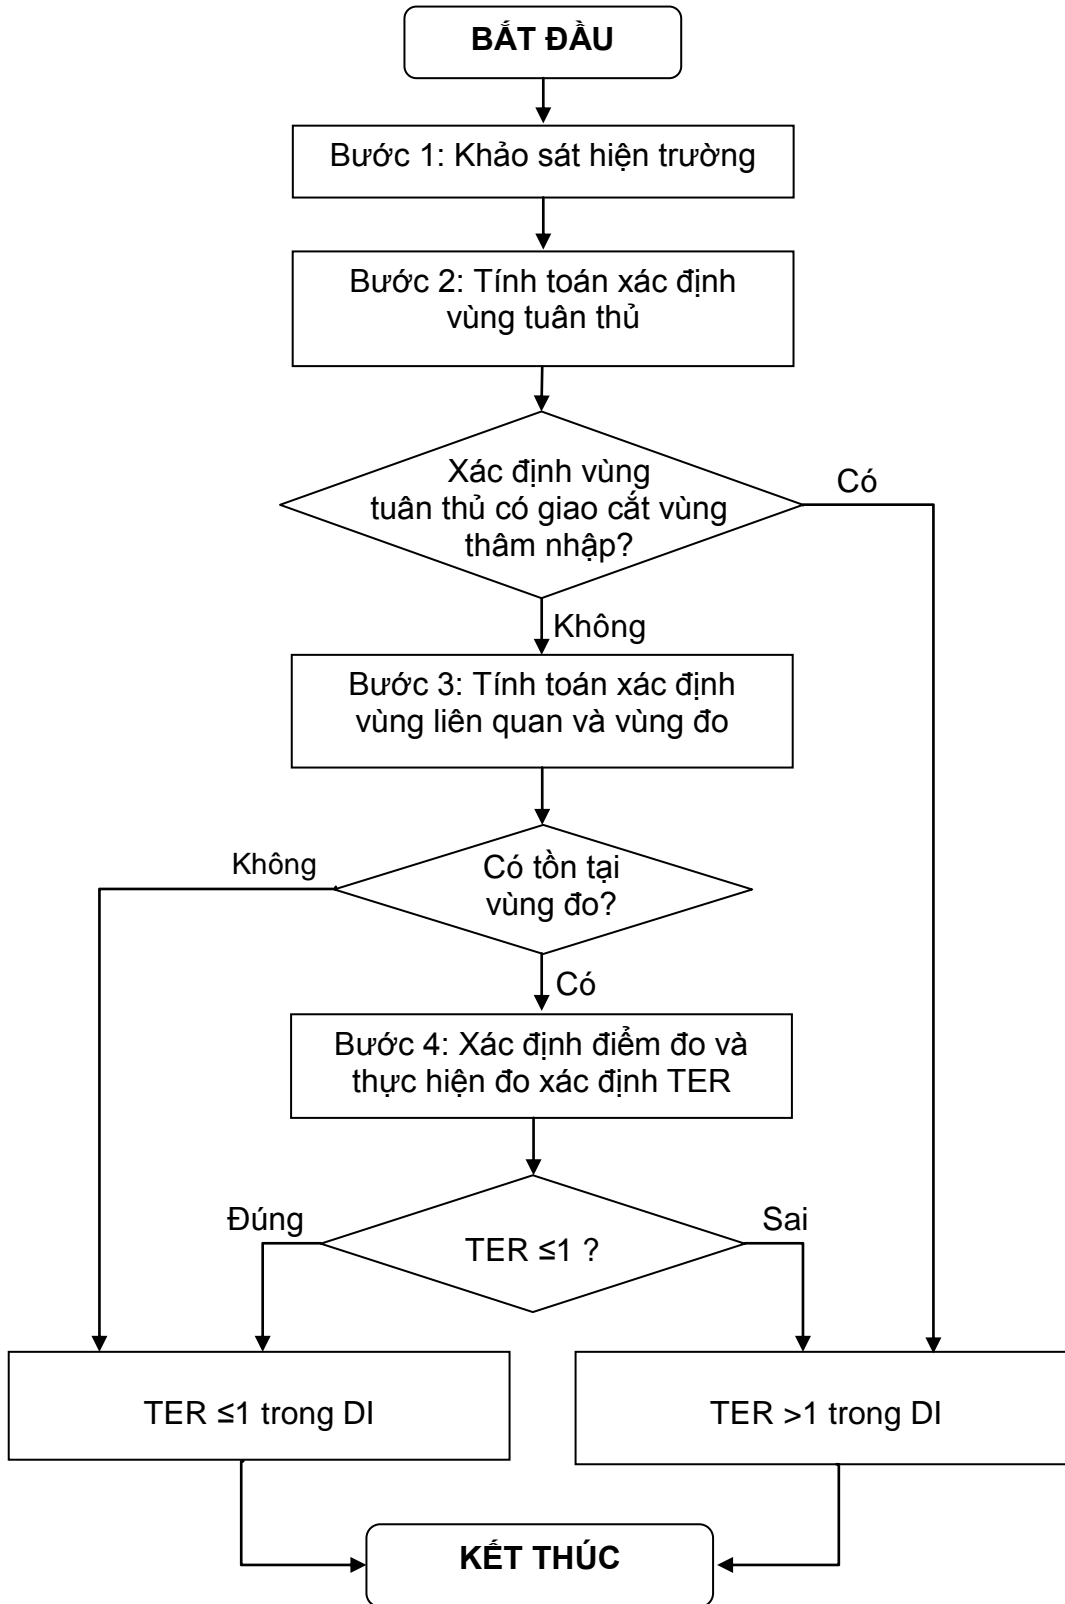 BẮT ĐẦU
Bước 1: Khảo sát hiện trường
Bước 2: Tính toán xác định
vùng tuân thủ
Xác định vùng
tuân thủ có giao cắt vùng
thâm nhập?
Có
Không
Bước 3: Tính toán xác định
vùng liên quan và vùng đo
Không
Có tồn tại
vùng đo?
Có
Bước 4: Xác định điểm đo và
thực hiện đo xác định TER
Đúng
Sai
TER ≤1 ?
TER ≤1 trong DI
TER >1 trong DI
KẾT THÚC